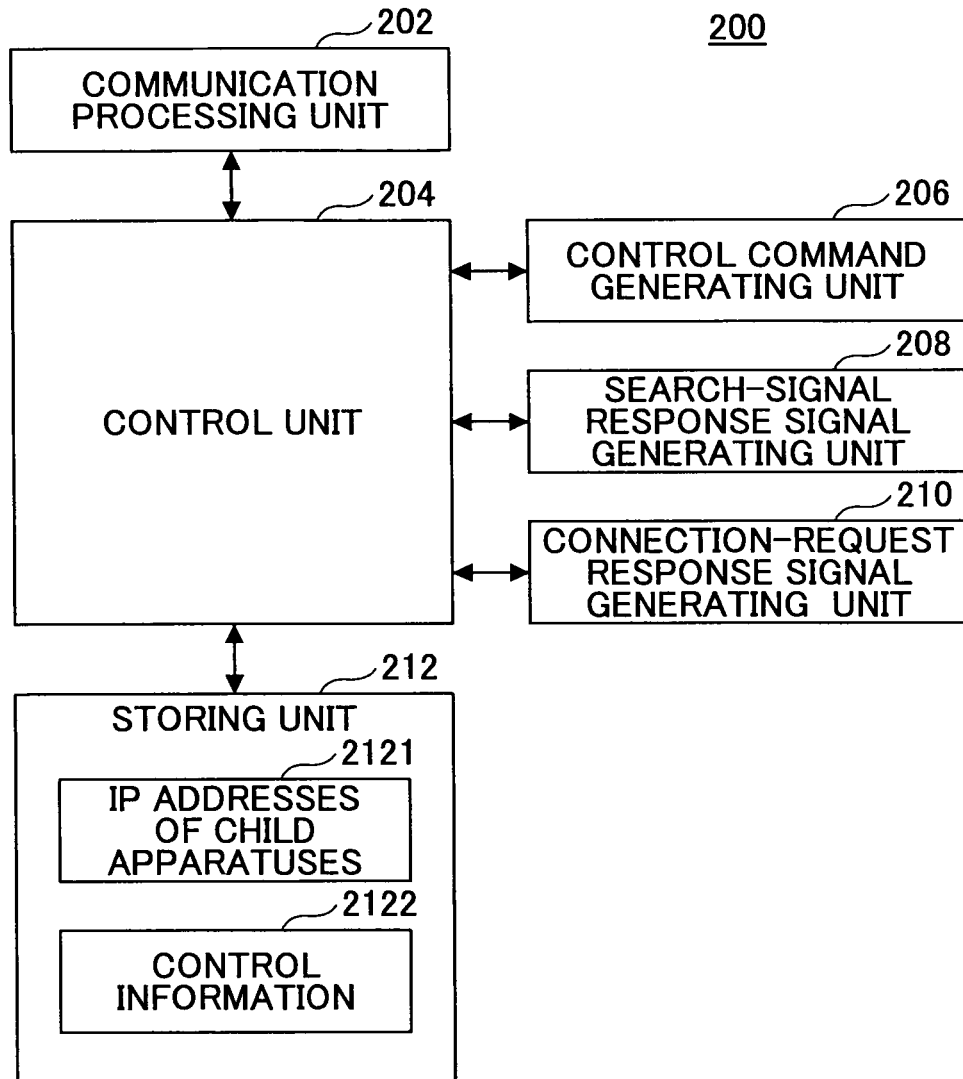 202
200
COMMUNICATION
PROCESSING UNIT
204
206
CONTROL UNIT
CONTROL COMMAND
GENERATING UNIT
208
SEARCH-SIGNAL
RESPONSE SIGNAL
GENERATING UNIT
210
CONNECTION-REQUEST
RESPONSE SIGNAL
GENERATING UNIT
212
STORING UNIT
2121
IP ADDRESSES
OF CHILD
APPARATUSES
2122
CONTROL
INFORMATION